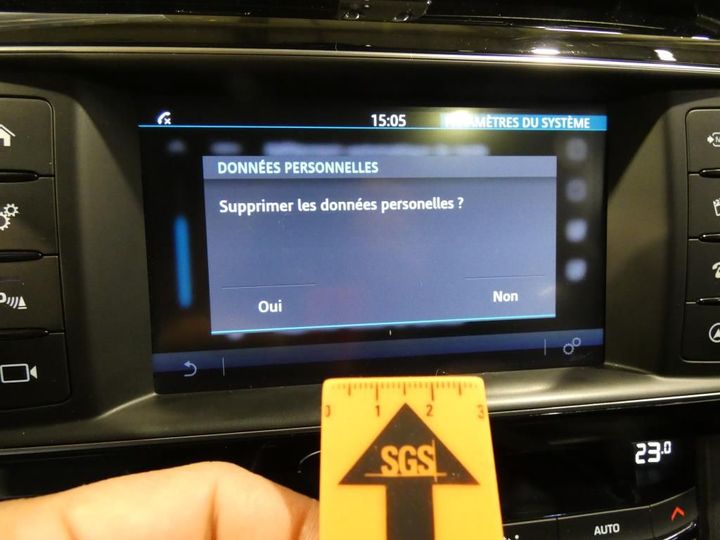 15:05
PARAMÈTRES DU SYSTÈME
DONNÉES PERSONNELLES
Supprimer les données personelles ?
Oui
Non
0 1 2 3
SGS
23.0
AUTO